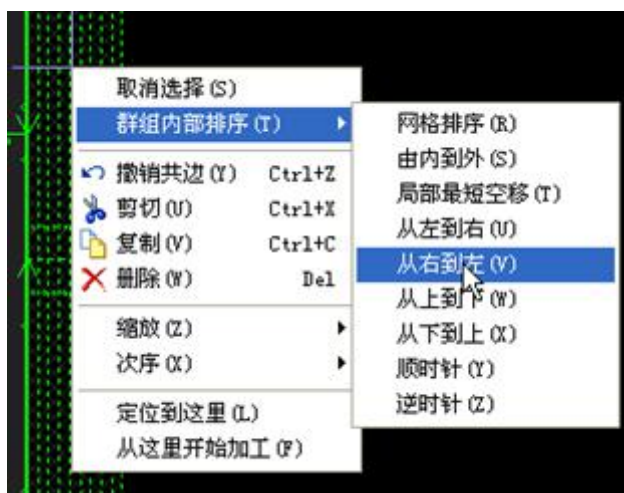 取消选择(S)
群组内部排序(T)
撤销共边(Y) Ctrl+Z
剪切(U) Ctrl+X
复制(V) Ctrl+C
删除(W) Del
缩放(Z)
次序(X)
定位到这里(L)
从这里开始加工(F)
网格排序(R)
由内到外(S)
局部最短空移(T)
从左到右(U)
从右到左(V)
从上到下(W)
从下到上(X)
顺时针(Y)
逆时针(Z)